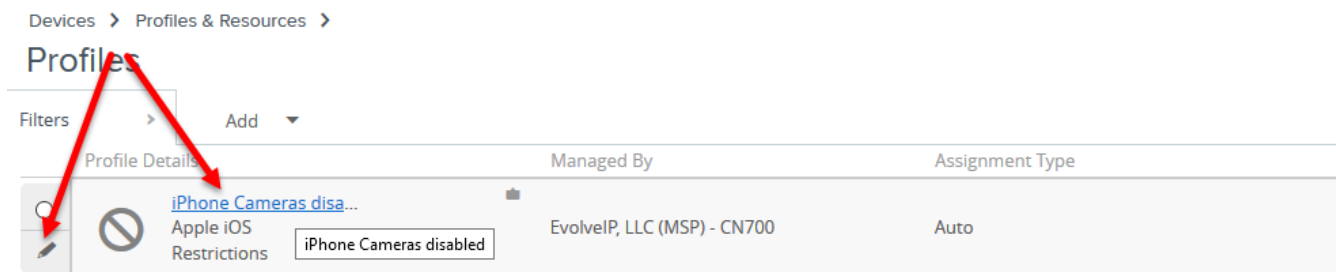 Devices > Profiles & Resources >
Profiles
Filters > Add
Profile Details Managed By Assignment Type
iPhone Cameras disa...
Apple iOS EvolveIP, LLC (MSP) - CN700 Auto
Restrictions iPhone Cameras disabled